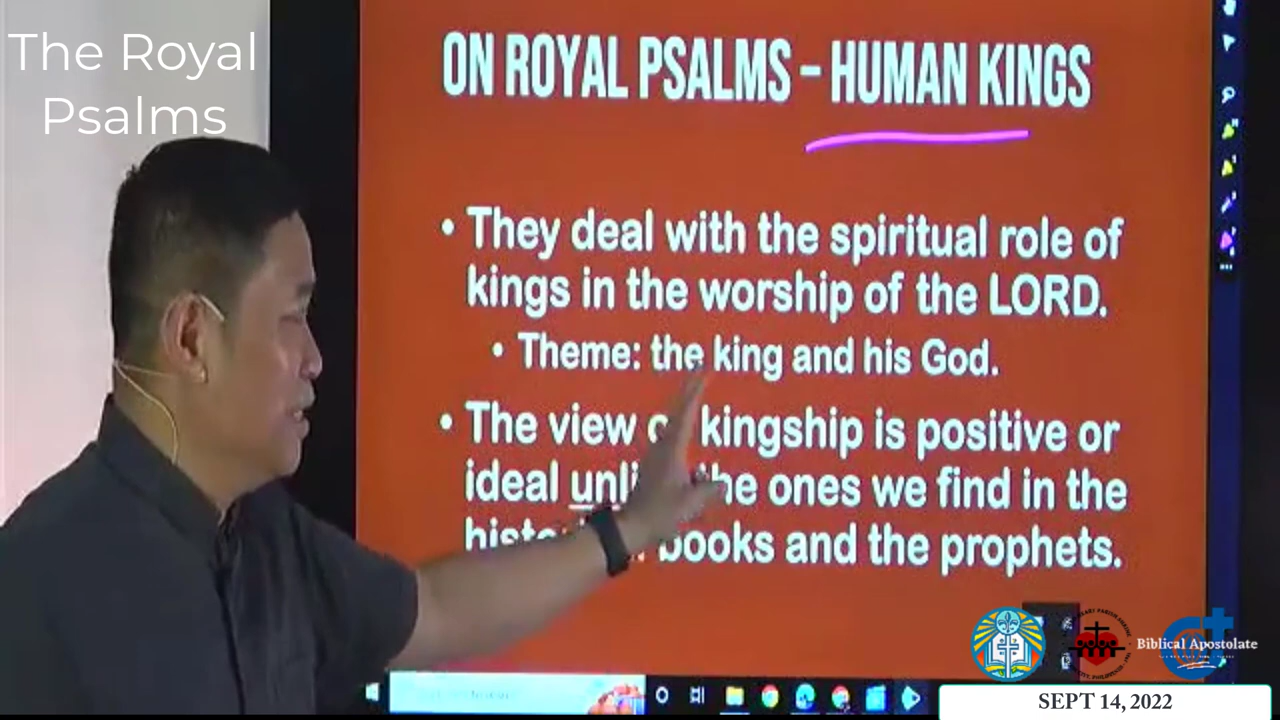 The Royal
Psalms
ON ROYAL PSALMS – HUMAN KINGS
• They deal with the spiritual role of
kings in the worship of the LORD.
• Theme: the king and his God.
• The view kingship is positive or
ideal the ones we find in the
books and the prophets.
Biblical Apostolate
SEPT 14, 2022